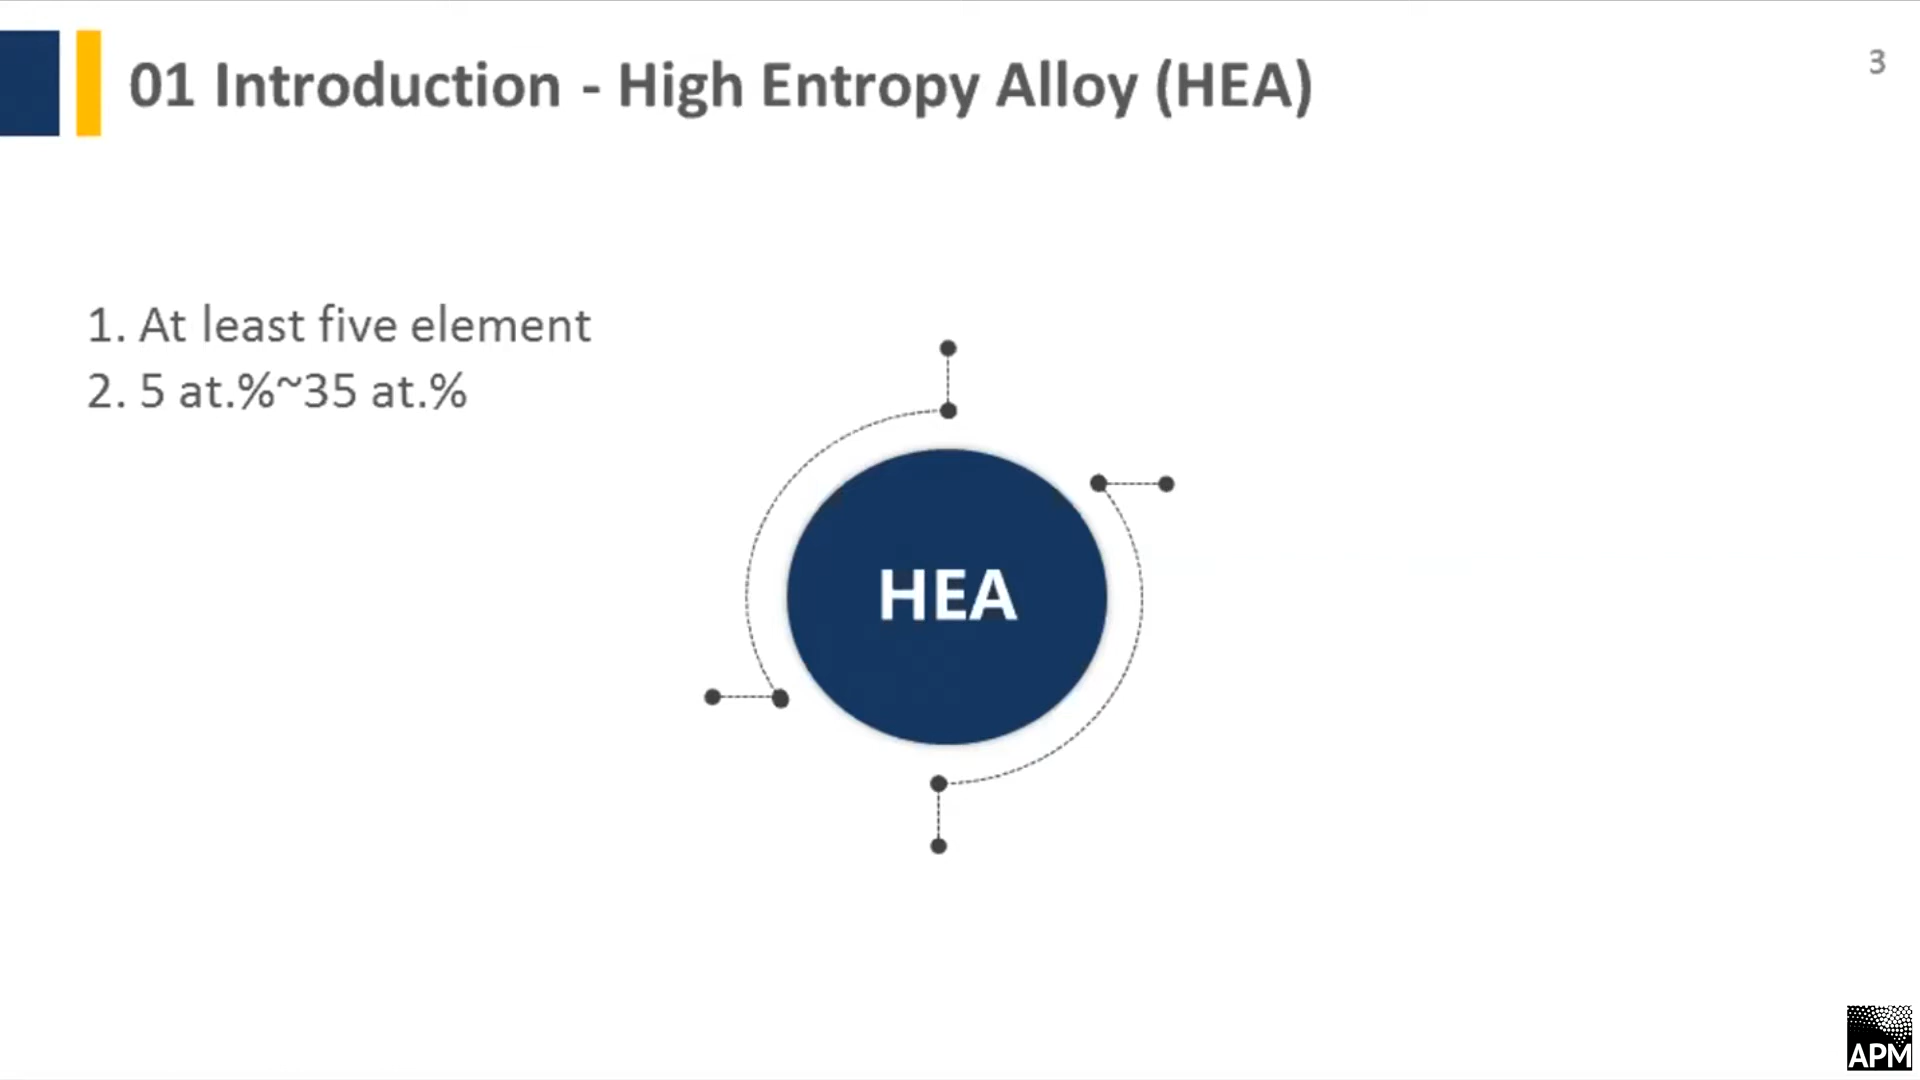 01 Introduction - High Entropy Alloy (HEA)
3
1. At least five element
2. 5 at.%~35 at.%
HEA
APM